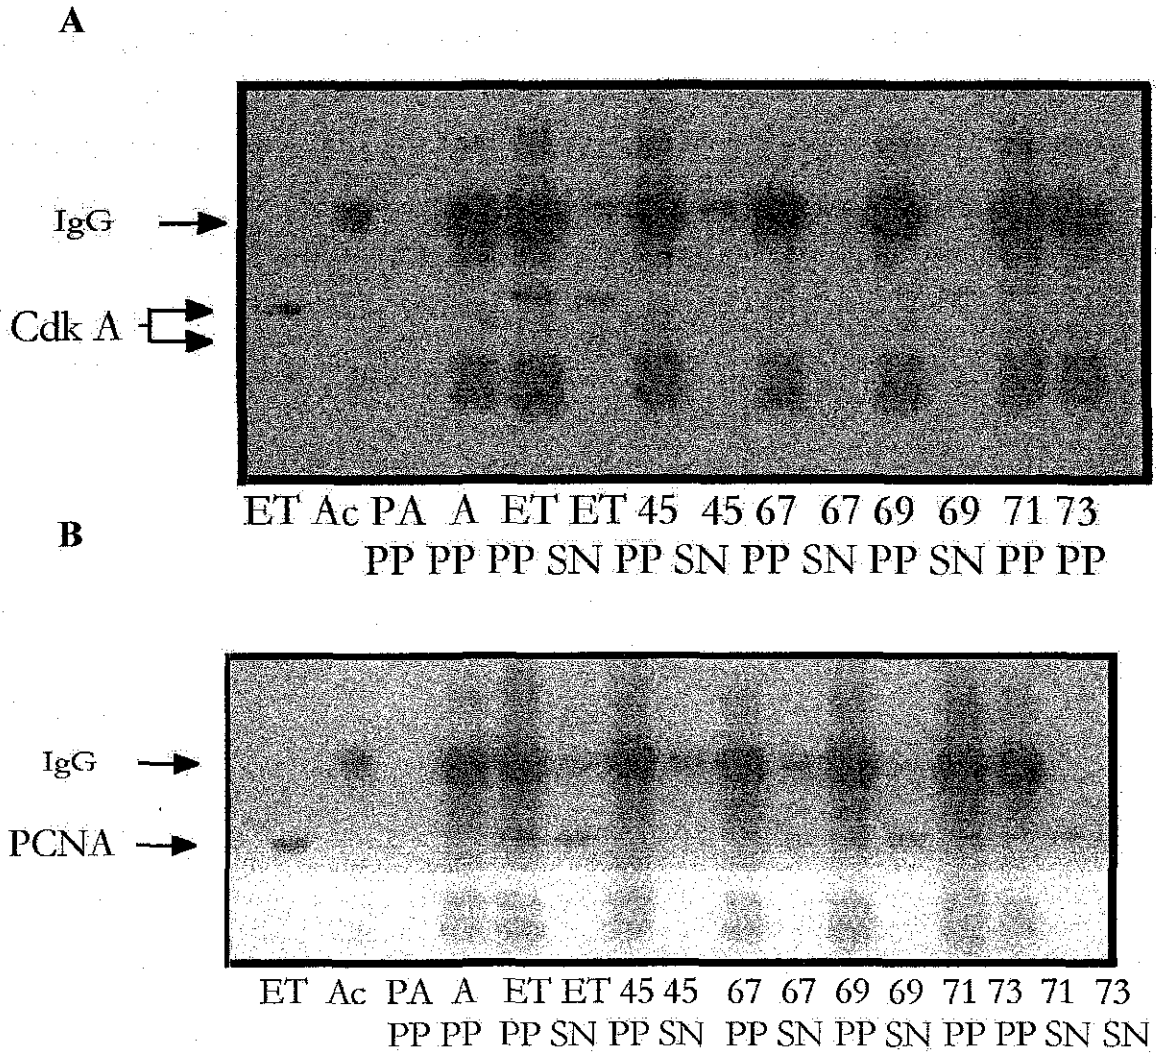 A
IgG
Cdk A
ET Ac PA A ET ET 45 45 67 67 69 69 71 73
PP PP PP SN PP SN PP SN PP SN PP PP
B
IgG
PCNA
ET Ac PA A ET ET 45 45 67 67 69 69 71 73 71 73
PP PP PP SN PP SN PP SN PP SN PP PP SN SN